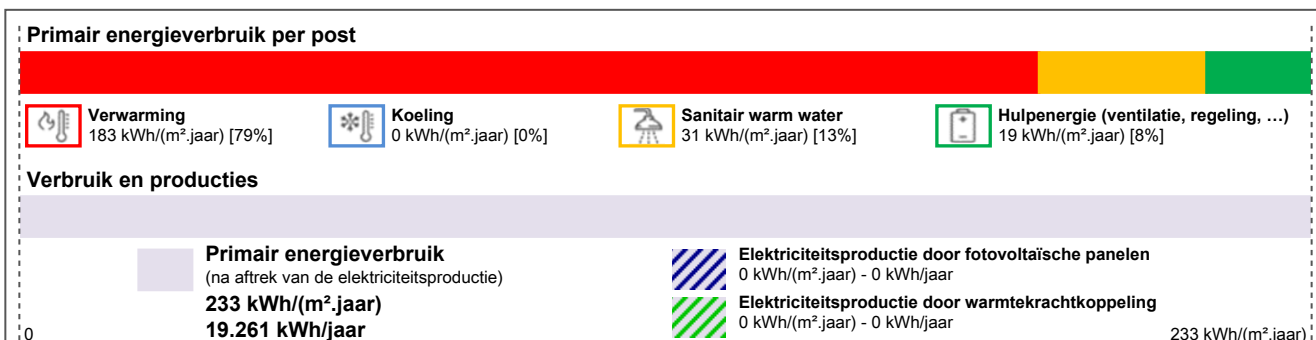 Primair energieverbruik per post
Verwarming
183 kWh/(m².jaar) [79%]
Koeling
0 kWh/(m².jaar) [0%]
Sanitair warm water
31 kWh/(m².jaar) [13%]
Hulpenergie (ventilatie, regeling, …)
19 kWh/(m².jaar) [8%]
Verbruik en producties
Primair energieverbruik
(na aftrek van de elektriciteitsproductie)
233 kWh/(m².jaar)
19.261 kWh/jaar
Elektriciteitsproductie door fotovoltaïsche panelen
0 kWh/(m².jaar) - 0 kWh/jaar
Elektriciteitsproductie door warmtekrachtkoppeling
0 kWh/(m².jaar) - 0 kWh/jaar
0
233 kWh/(m².jaar)